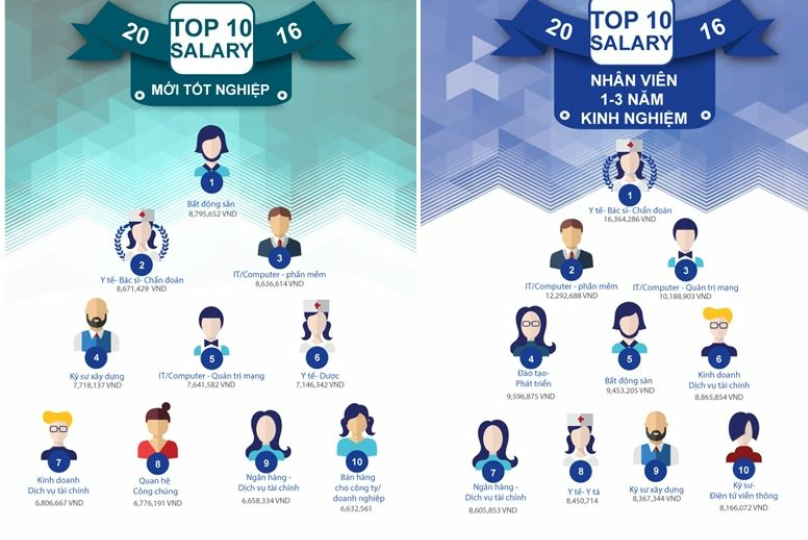 20
TOP 10
SALARY
16
MỚI TỐT NGHIỆP
1
Bất động sản
8,795,652 VND
2
Y tế- Bác sĩ- Chẩn đoán
8,671,429 VND
3
IT/Computer - phần mềm
8,636,614 VND
4
Kỹ sư xây dựng
7,718,137 VND
5
IT/Computer - Quản trị mạng
7,641,582 VND
6
Y tế- Dược
7,146,342 VND
7
Kinh doanh
Dịch vụ tài chính
6,806,667 VND
8
Quan hệ
Công chúng
6,776,191 VND
9
Ngân hàng -
Dịch vụ tài chính
6,658,334 VND
10
Bán hàng
cho công ty/
doanh nghiệp
6,632,561
20
TOP 10
SALARY
16
NHÂN VIÊN
1-3 NĂM
KINH NGHIỆM
1
Y tế- Bác sĩ- Chẩn đoán
16,364,286 VND
2
IT/Computer - phần mềm
12,292,688 VND
3
IT/Computer - Quản trị mạng
10,188,903 VND
4
Đào tạo-
Phát triển
9,596,875 VND
5
Bất động sản
9,453,205 VND
6
Kinh doanh
Dịch vụ tài chính
8,865,854 VND
7
Ngân hàng -
Dịch vụ tài chính
8,605,853 VND
8
Y tế- Y tá
8,450,714
9
Kỹ sư xây dựng
8,367,344 VND
10
Kỹ sư-
Điện tử viễn thông
8,166,072 VND